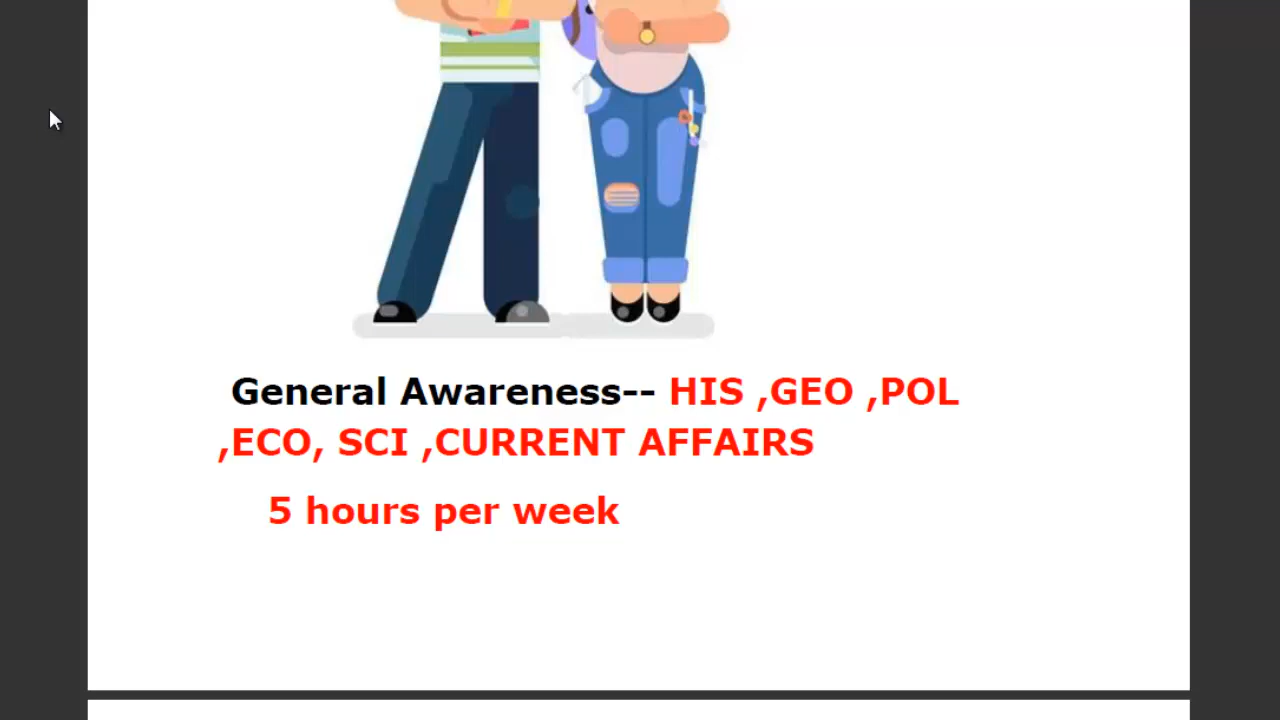 General Awareness-- HIS ,GEO ,POL
,ECO, SCI ,CURRENT AFFAIRS
5 hours per week